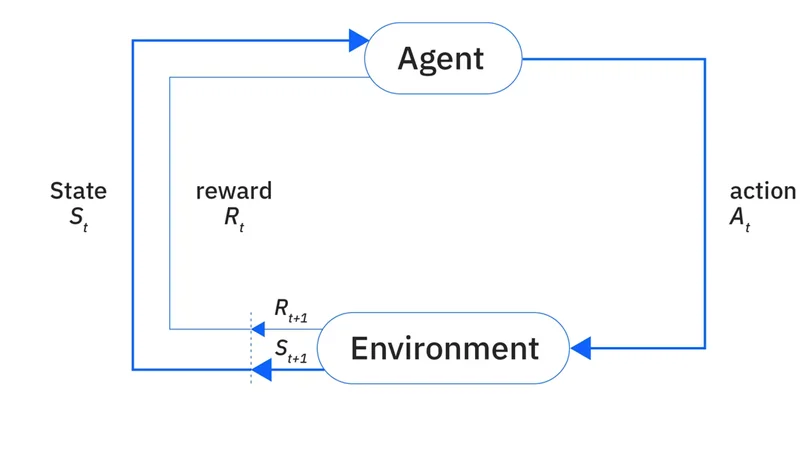 Agent
State
S_t
reward
R_t
action
A_t
R_t+1
S_t+1
Environment